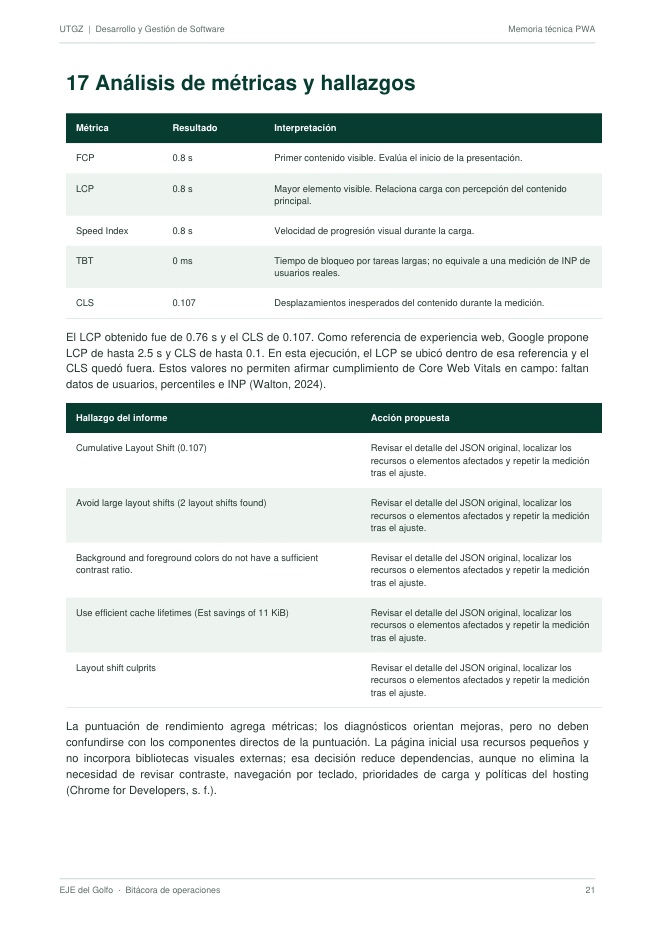 UTGZ | Desarrollo y Gestión de Software
Memoria técnica PWA
17 Análisis de métricas y hallazgos
Métrica Resultado Interpretación
FCP 0.8 s Primer contenido visible. Evalúa el inicio de la presentación.
LCP 0.8 s Mayor elemento visible. Relaciona carga con percepción del contenido
principal.
Speed Index 0.8 s Velocidad de progresión visual durante la carga.
TBT 0 ms Tiempo de bloqueo por tareas largas; no equivale a una medición de INP de
usuarios reales.
CLS 0.107 Desplazamientos inesperados del contenido durante la medición.
El LCP obtenido fue de 0.76 s y el CLS de 0.107. Como referencia de experiencia web, Google propone
LCP de hasta 2.5 s y CLS de hasta 0.1. En esta ejecución, el LCP se ubicó dentro de esa referencia y el
CLS quedó fuera. Estos valores no permiten afirmar cumplimiento de Core Web Vitals en campo: faltan
datos de usuarios, percentiles e INP (Walton, 2024).
Hallazgo del informe Acción propuesta
Cumulative Layout Shift (0.107) Revisar el detalle del JSON original, localizar los
recursos o elementos afectados y repetir la medición
tras el ajuste.
Avoid large layout shifts (2 layout shifts found) Revisar el detalle del JSON original, localizar los
recursos o elementos afectados y repetir la medición
tras el ajuste.
Background and foreground colors do not have a sufficient Revisar el detalle del JSON original, localizar los
contrast ratio. recursos o elementos afectados y repetir la medición
tras el ajuste.
Use efficient cache lifetimes (Est savings of 11 KiB) Revisar el detalle del JSON original, localizar los
recursos o elementos afectados y repetir la medición
tras el ajuste.
Layout shift culprits Revisar el detalle del JSON original, localizar los
recursos o elementos afectados y repetir la medición
tras el ajuste.
La puntuación de rendimiento agrega métricas; los diagnósticos orientan mejoras, pero no deben
confundirse con los componentes directos de la puntuación. La página inicial usa recursos pequeños y
no incorpora bibliotecas visuales externas; esa decisión reduce dependencias, aunque no elimina la
necesidad de revisar contraste, navegación por teclado, prioridades de carga y políticas del hosting
(Chrome for Developers, s. f.).
EJE del Golfo · Bitácora de operaciones
21